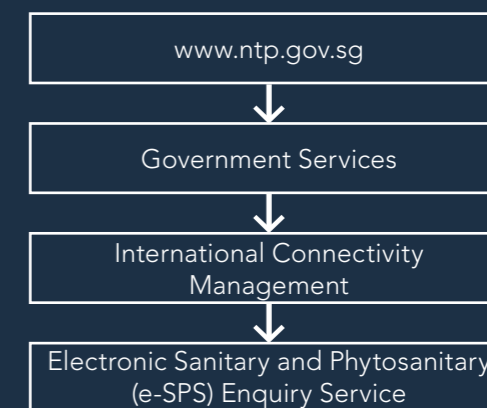 www.ntp.gov.sg
Government Services
International Connectivity
Management
Electronic Sanitary and Phytosanitary
(e-SPS) Enquiry Service